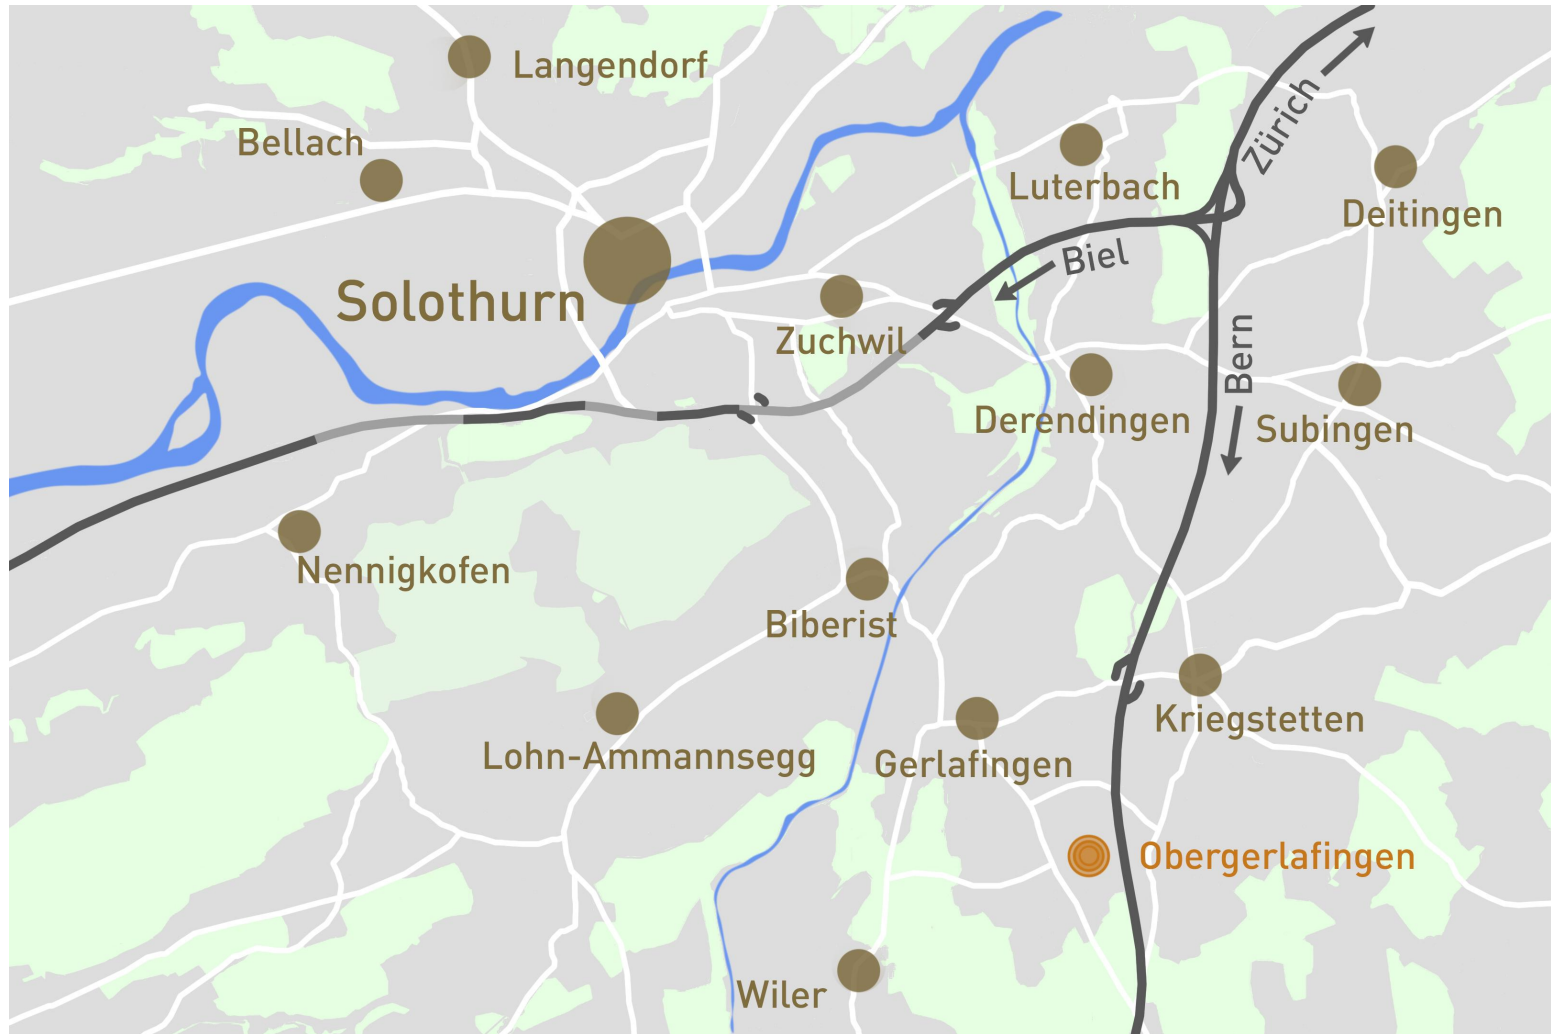 Langendorf
Zürich
Bellach
Luterbach
Deitingen
Biel
Solothurn
Zuchwil
Bern
Derendingen
Subingen
Nennigkofen
Biberist
Kriegstetten
Lohn-Ammannsegg
Gerlafingen
Obergerlafingen
Wiler